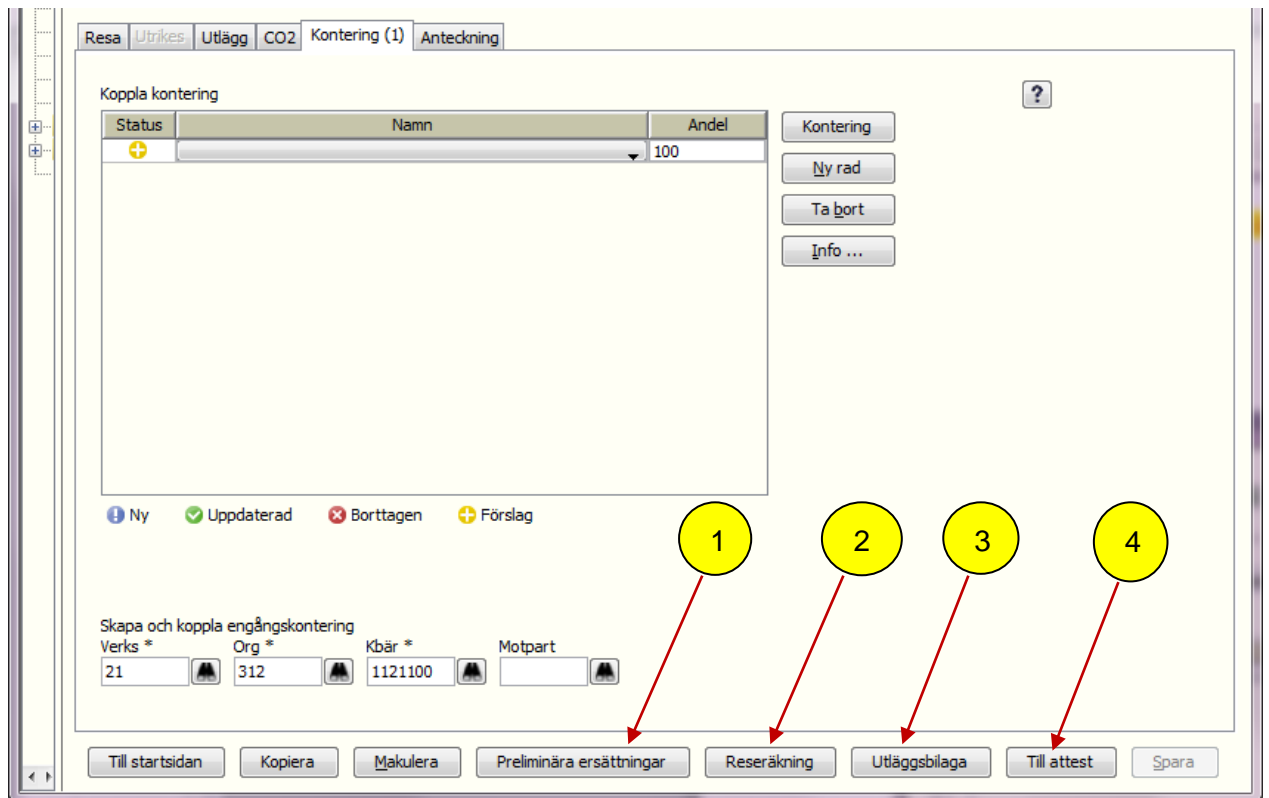 Resa Utrikes Utlägg CO2 Kontering (1) Anteckning
Koppla kontering
?
Status Namn Andel
100
Kontering
Ny rad
Ta bort
Info ...
Ny Uppdaterad Borttagen Förslag
1 2 3 4
Skapa och koppla engångskontering
Verks * Org * Kbär * Motpart
21 312 1121100
Till startsidan Kopiera Makulera Preliminära ersättningar Reseräkning Utläggsbilaga Till attest Spara